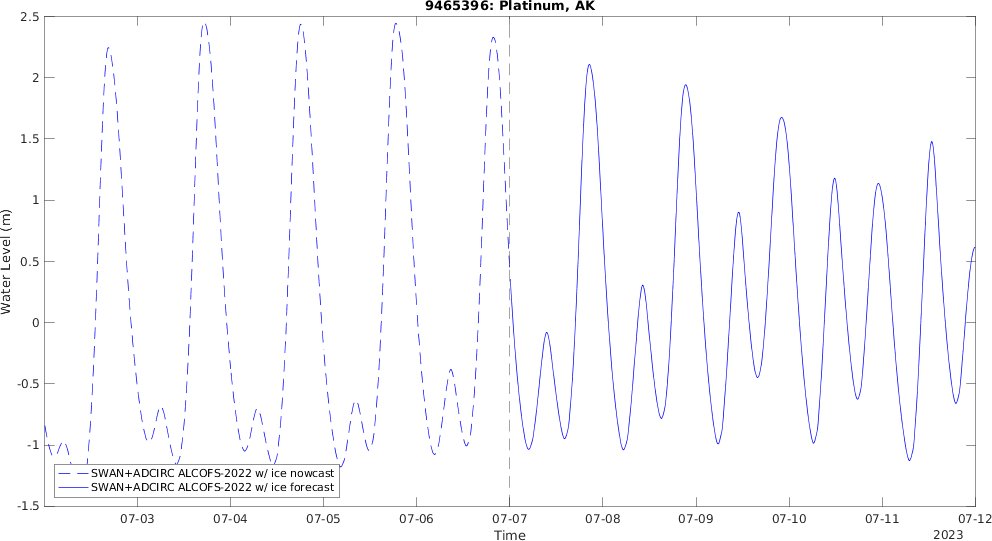 9465396: Platinum, AK
2.5
2
1.5
1
0.5
0
-0.5
-1
-1.5
Water Level (m)
SWAN+ADCIRC ALCOFS-2022 w/ ice nowcast
SWAN+ADCIRC ALCOFS-2022 w/ ice forecast
07-03 07-04 07-05 07-06 07-07 07-08 07-09 07-10 07-11 07-12
Time
2023